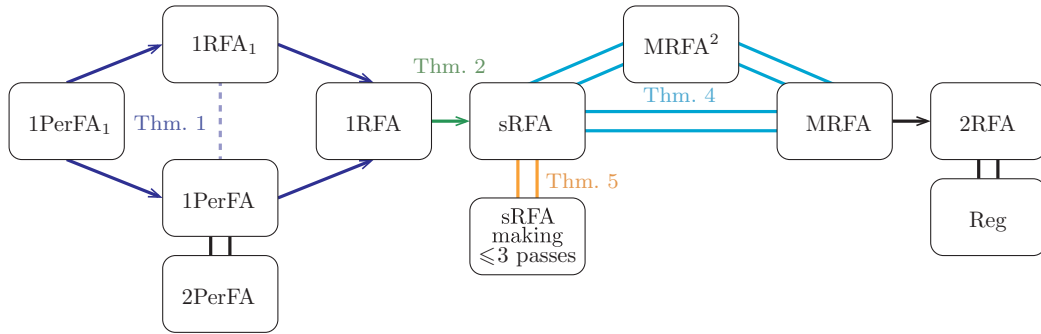 1RFA₁
MRFA²
Thm. 2
1PerFA₁
Thm. 1
1RFA
sRFA
Thm. 4
MRFA
2RFA
1PerFA
Thm. 5
sRFA
making
⩽3 passes
Reg
2PerFA